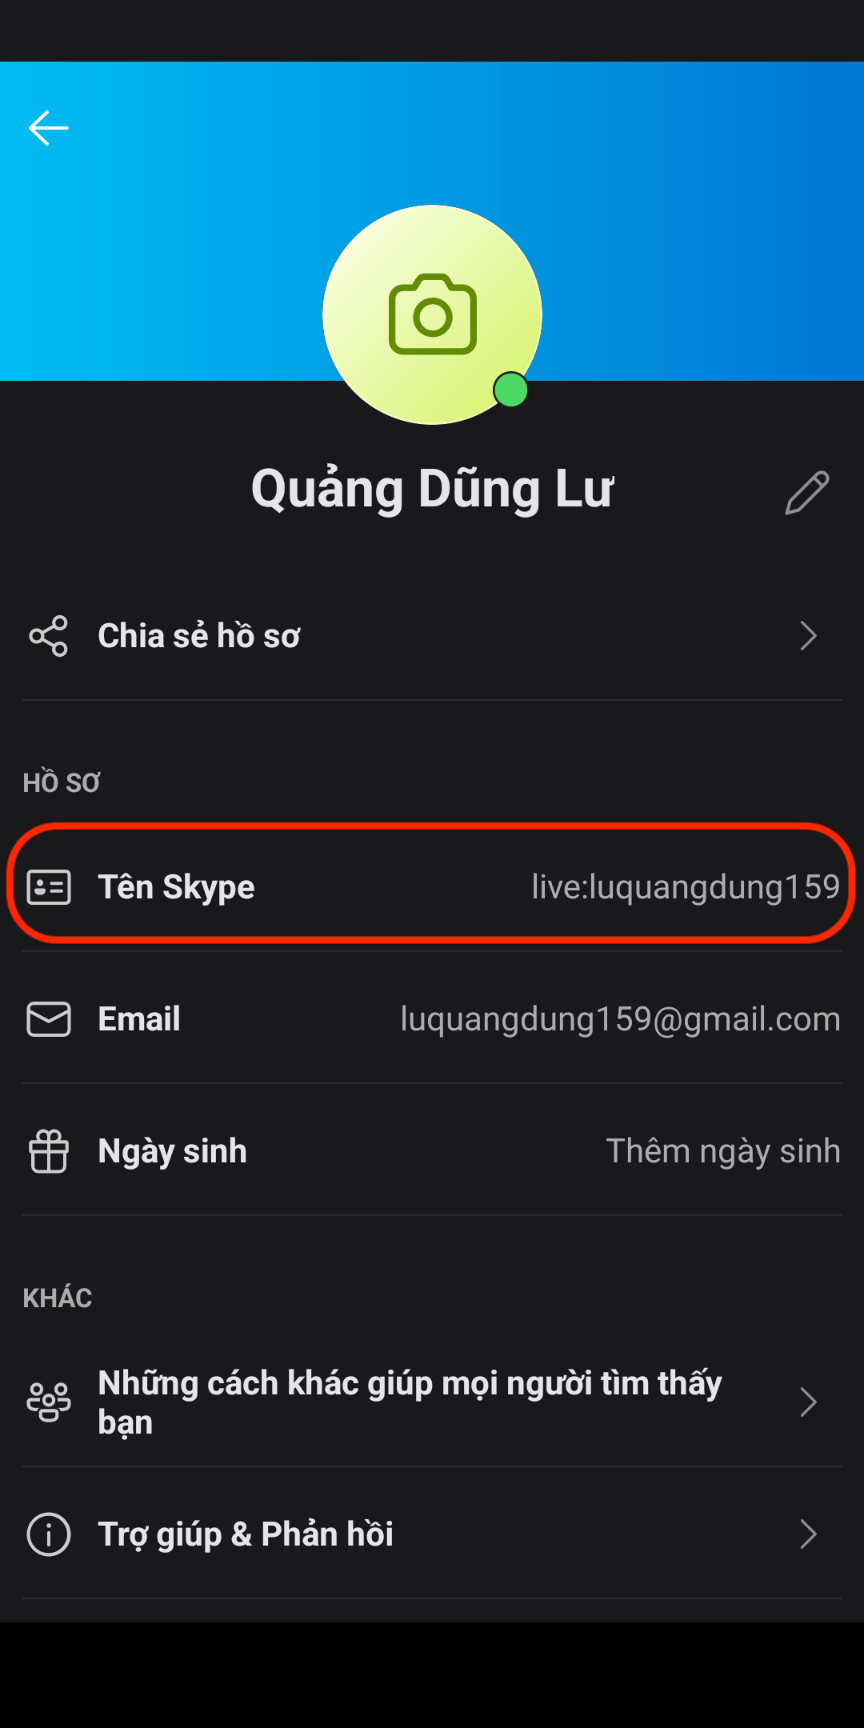 Quảng Dũng Lư
Chia sẻ hồ sơ
HỒ SƠ
Tên Skype live:luquangdung159
Email luquangdung159@gmail.com
Ngày sinh Thêm ngày sinh
KHÁC
Những cách khác giúp mọi người tìm thấy
bạn
Trợ giúp & Phản hồi